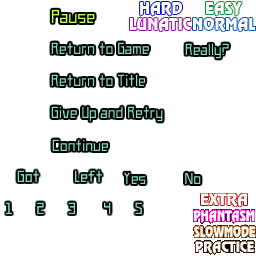 Pause
HARD EASY
LUNATIC NORMAL
Return to Game Really?
Return to Title
Give Up and Retry
Continue
Got Left Yes No
1 2 3 4 5
EXTRA
PHANTASM
SLOWMODE
PRACTICE